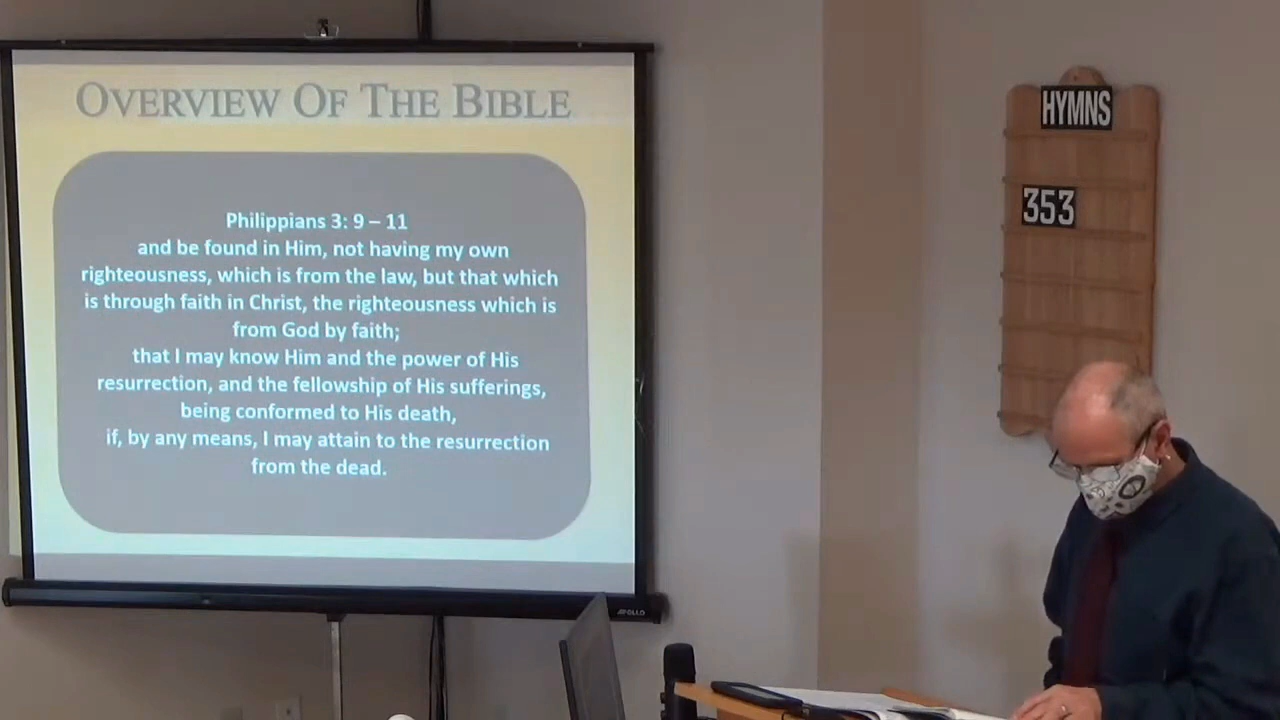 OVERVIEW OF THE BIBLE
Philippians 3: 9 – 11
and be found in Him, not having my own
righteousness, which is from the law, but that which
is through faith in Christ, the righteousness which is
from God by faith;
that I may know Him and the power of His
resurrection, and the fellowship of His sufferings,
being conformed to His death,
if, by any means, I may attain to the resurrection
from the dead.
APOLLO
HYMNS
353